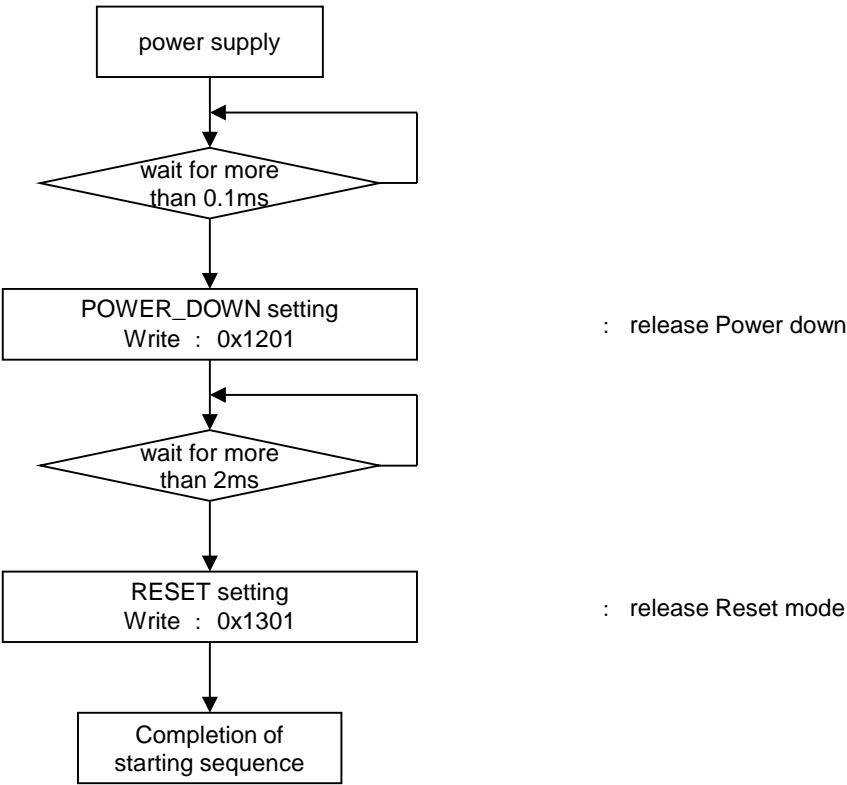 power supply
wait for more
than 0.1ms
POWER_DOWN setting
Write : 0x1201
: release Power down
wait for more
than 2ms
RESET setting
Write : 0x1301
: release Reset mode
Completion of
starting sequence